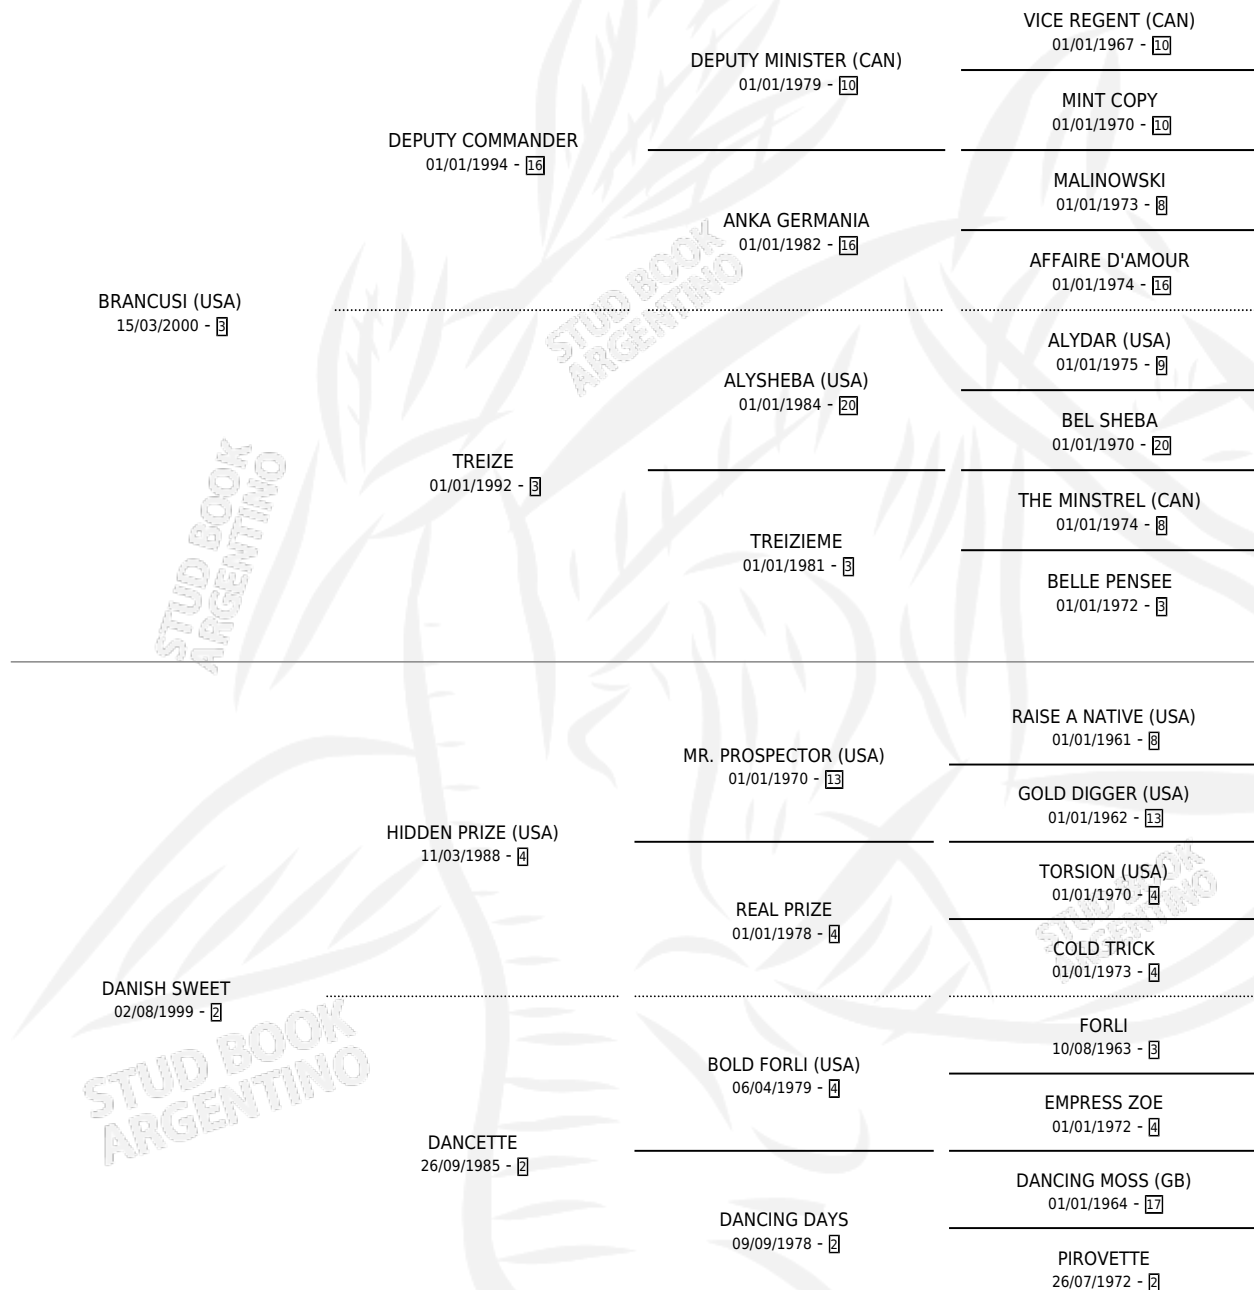 VICE REGENT (CAN)
01/01/1967 - 10
DEPUTY MINISTER (CAN)
01/01/1979 - 10
MINT COPY
01/01/1970 - 10
DEPUTY COMMANDER
01/01/1994 - 16
MALINOWSKI
01/01/1973 - 8
ANKA GERMANIA
01/01/1982 - 16
AFFAIRE D'AMOUR
01/01/1974 - 16
BRANCUSI (USA)
15/03/2000 - 3
STUD BOOK
ARGENTINO
ALYDAR (USA)
01/01/1975 - 9
ALYSHEBA (USA)
01/01/1984 - 20
BEL SHEBA
01/01/1970 - 20
TREIZE
01/01/1992 - 3
THE MINSTREL (CAN)
01/01/1974 - 8
TREIZIEME
01/01/1981 - 3
BELLE PENSEE
01/01/1972 - 3
STUD BOOK
ARGENTINO
RAISE A NATIVE (USA)
01/01/1961 - 8
MR. PROSPECTOR (USA)
01/01/1970 - 13
GOLD DIGGER (USA)
01/01/1962 - 13
HIDDEN PRIZE (USA)
11/03/1988 - 4
TORSION (USA)
01/01/1970 - 4
REAL PRIZE
01/01/1978 - 4
COLD TRICK
01/01/1973 - 4
STUD BOOK
ARGENTINO
DANISH SWEET
02/08/1999 - 2
FORLI
10/08/1963 - 3
BOLD FORLI (USA)
06/04/1979 - 4
EMPRESS ZOE
01/01/1972 - 4
STUD BOOK
ARGENTINO
DANCETTE
26/09/1985 - 2
DANCING MOSS (GB)
01/01/1964 - 17
DANCING DAYS
09/09/1978 - 2
PIROVETTE
26/07/1972 - 2